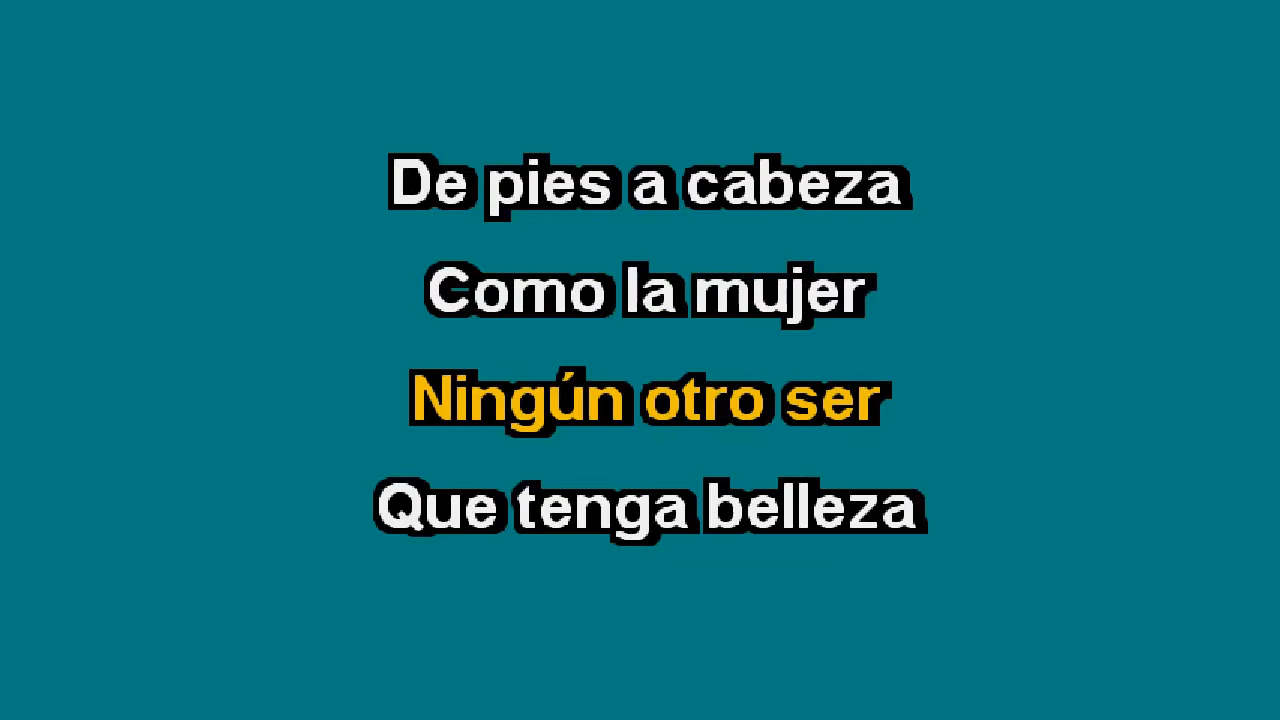 De pies a cabeza
Como la mujer
Ningún otro ser
Que tenga belleza